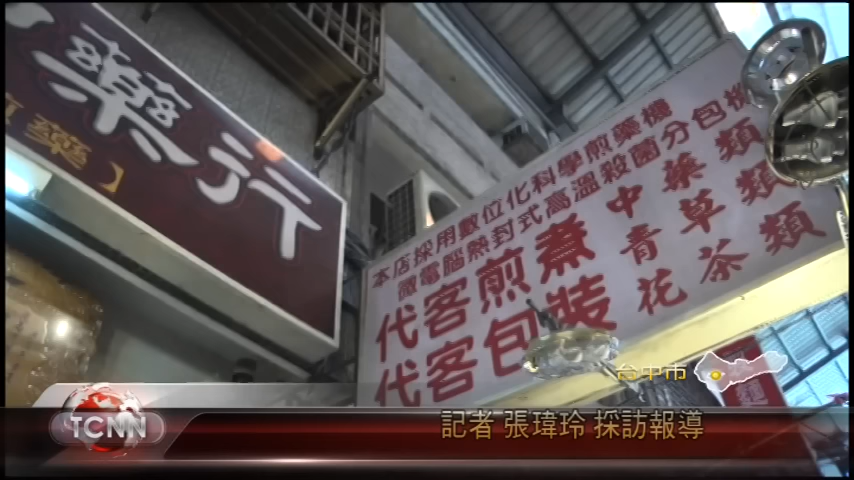 藥行
藥】
本店採用數位化科學煎藥機
微電腦熱封式高溫殺菌分包機
代客煎煮
代客包裝
中藥類
青草類
花茶類
台中市
TCNN
記者 張瑋玲 採訪報導